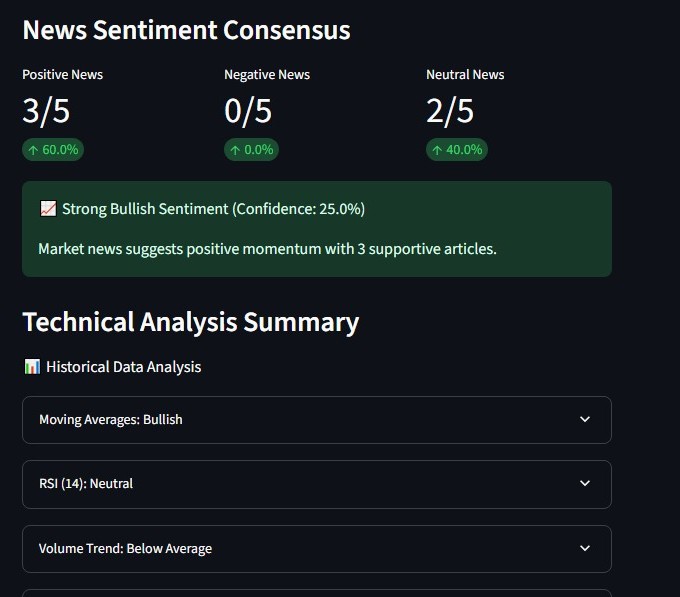 News Sentiment Consensus
Positive News Negative News Neutral News
3/5 0/5 2/5
↑ 60.0% ↑ 0.0% ↑ 40.0%
📈 Strong Bullish Sentiment (Confidence: 25.0%)
Market news suggests positive momentum with 3 supportive articles.
Technical Analysis Summary
📊 Historical Data Analysis
Moving Averages: Bullish
RSI (14): Neutral
Volume Trend: Below Average